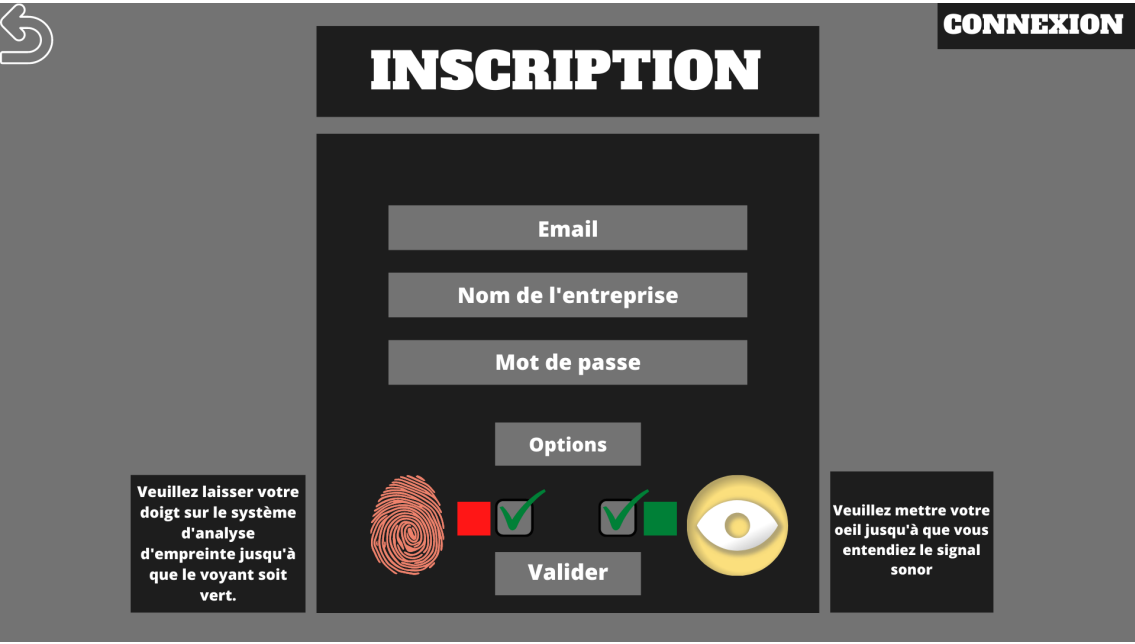 CONNEXION
INSCRIPTION
Email
Nom de l'entreprise
Mot de passe
Options
Veuillez laisser votre
doigt sur le système
d'analyse
d'empreinte jusqu'à
que le voyant soit
vert.
Veuillez mettre votre
oeil jusqu'à que vous
entendiez le signal
sonor
Valider